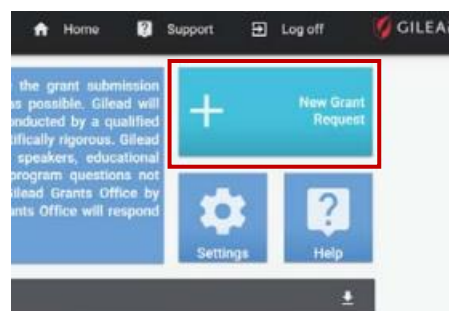 Home
Support
Log off
GILEA
the grant submission
s possible, Gilead will
nducted by a qualified
tifically rigorous. Gilead
speakers, educational
program questions not
Gilead Grants Office by
ants Office will respond
New Grant
Request
Settings
Help